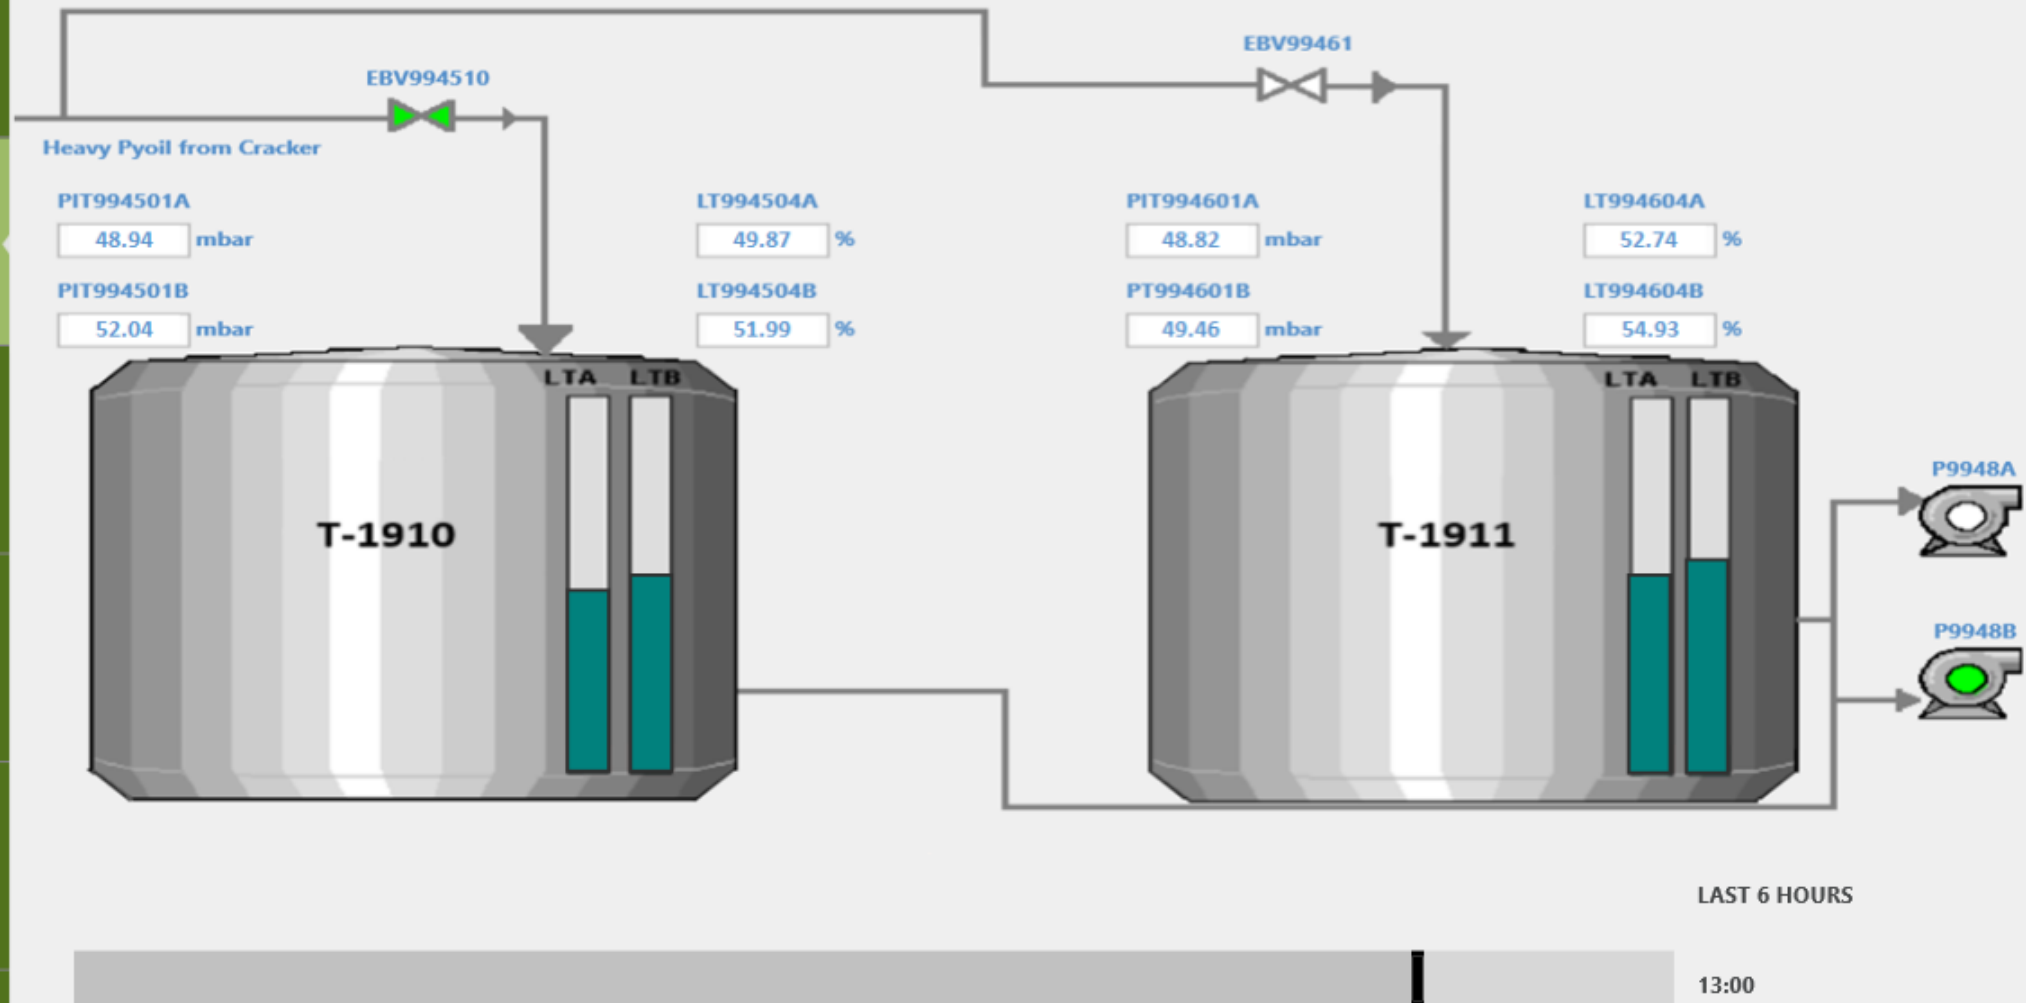 EBV99461
EBV994510
Heavy Pyoil from Cracker
PIT994501A
48.94 mbar
PIT994501B
52.04 mbar
LT994504A
49.87 %
LT994504B
51.99 %
PIT994601A
48.82 mbar
PT994601B
49.46 mbar
LT994604A
52.74 %
LT994604B
54.93 %
LTA LTB
T-1910
LTA LTB
T-1911
P9948A
P9948B
LAST 6 HOURS
13:00